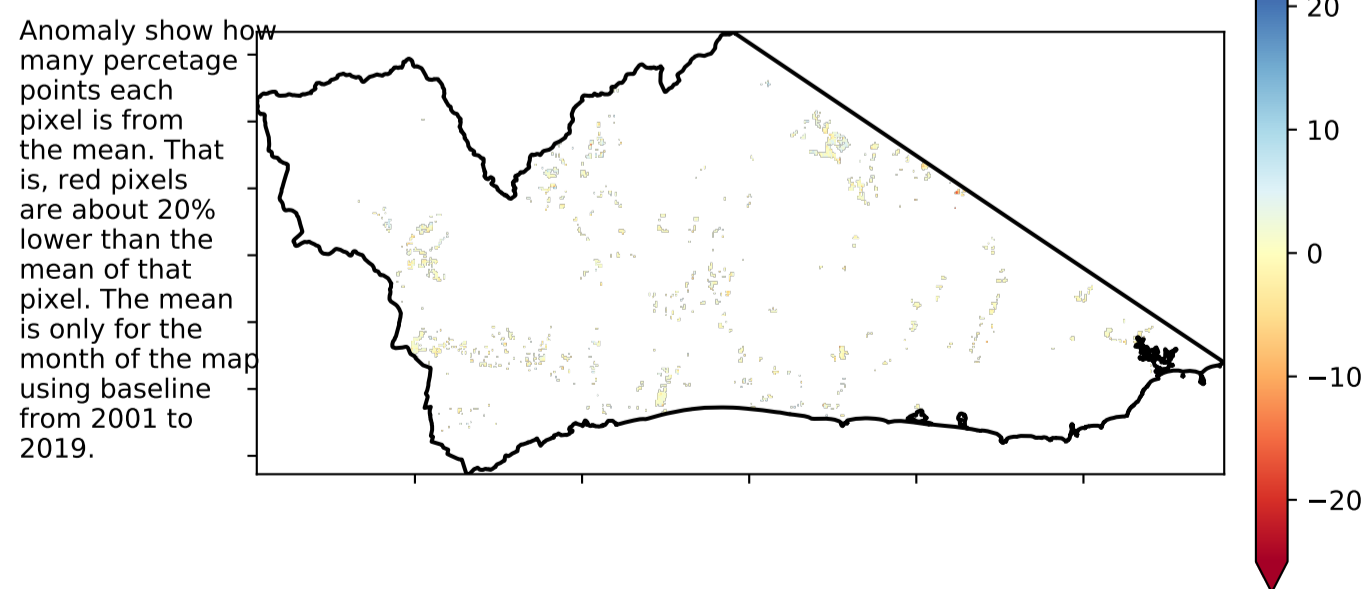 Anomaly show how
many percetage
points each
pixel is from
the mean. That
is, red pixels
are about 20%
lower than the
mean of that
pixel. The mean
is only for the
month of the map
using baseline
from 2001 to
2019.
20
10
0
−10
−20